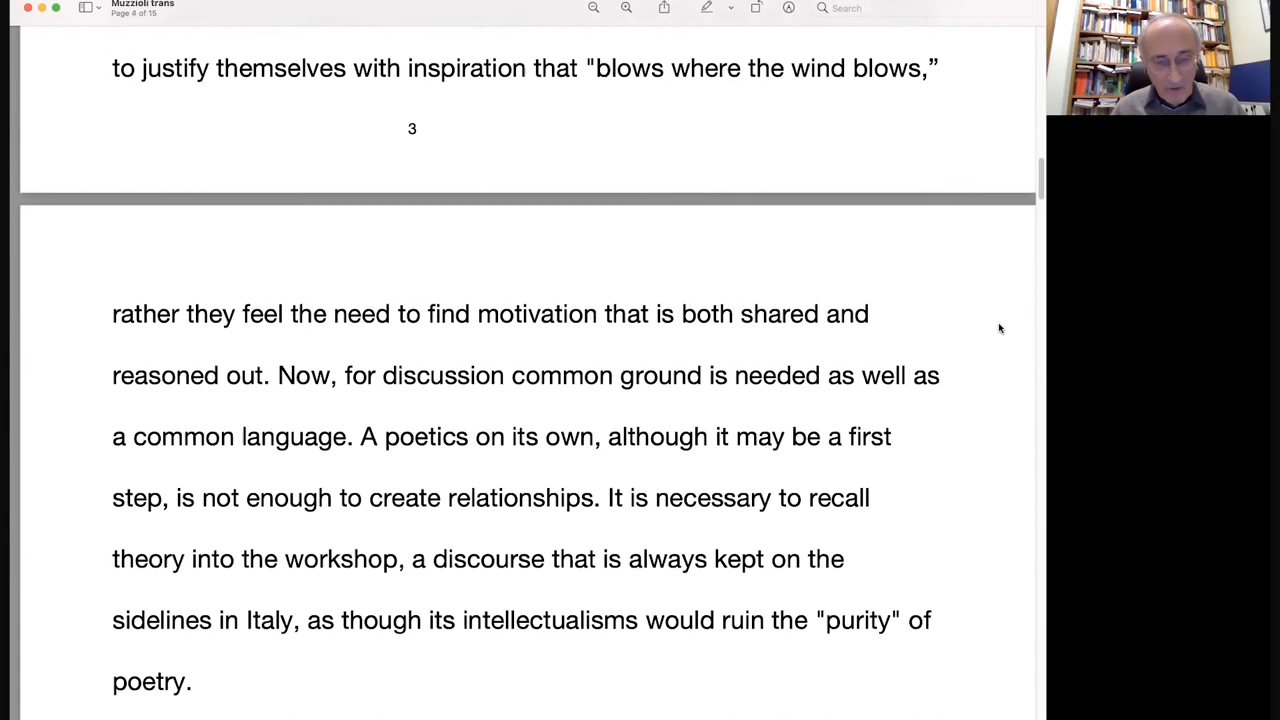 Muzzioli trans
Page 4 of 15
Search
to justify themselves with inspiration that "blows where the wind blows,”
3
rather they feel the need to find motivation that is both shared and
reasoned out. Now, for discussion common ground is needed as well as
a common language. A poetics on its own, although it may be a first
step, is not enough to create relationships. It is necessary to recall
theory into the workshop, a discourse that is always kept on the
sidelines in Italy, as though its intellectualisms would ruin the "purity" of
poetry.